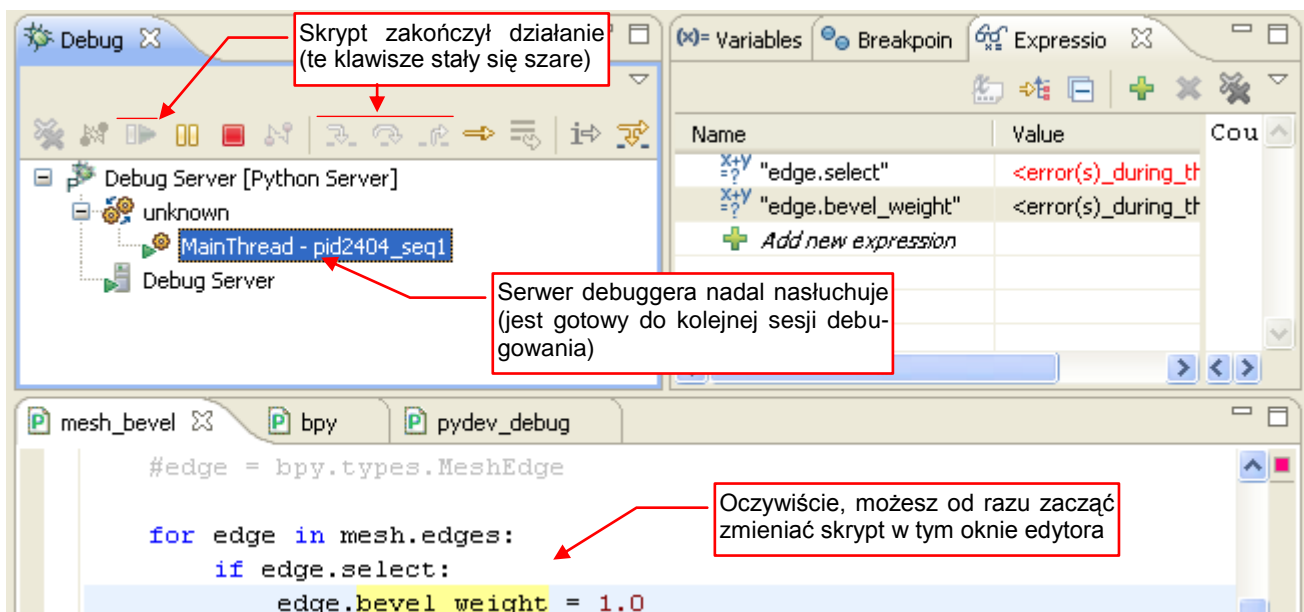 Debug
Skrypt zakończył działanie
(te klawisze stały się szare)
(x)= Variables
Breakpoin
Expressio
Debug Server [Python Server]
unknown
MainThread - pid2404_seq1
Debug Server
Name Value Cou
"edge.select" <error(s)_during_th
"edge.bevel_weight" <error(s)_during_th
Add new expression
Serwer debuggera nadal nasłuchuje
(jest gotowy do kolejnej sesji debu-
gowania)
mesh_bevel bpy pydev_debug
#edge = bpy.types.MeshEdge
Oczywiście, możesz od razu zacząć
zmieniać skrypt w tym oknie edytora
for edge in mesh.edges:
if edge.select:
edge.bevel_weight = 1.0